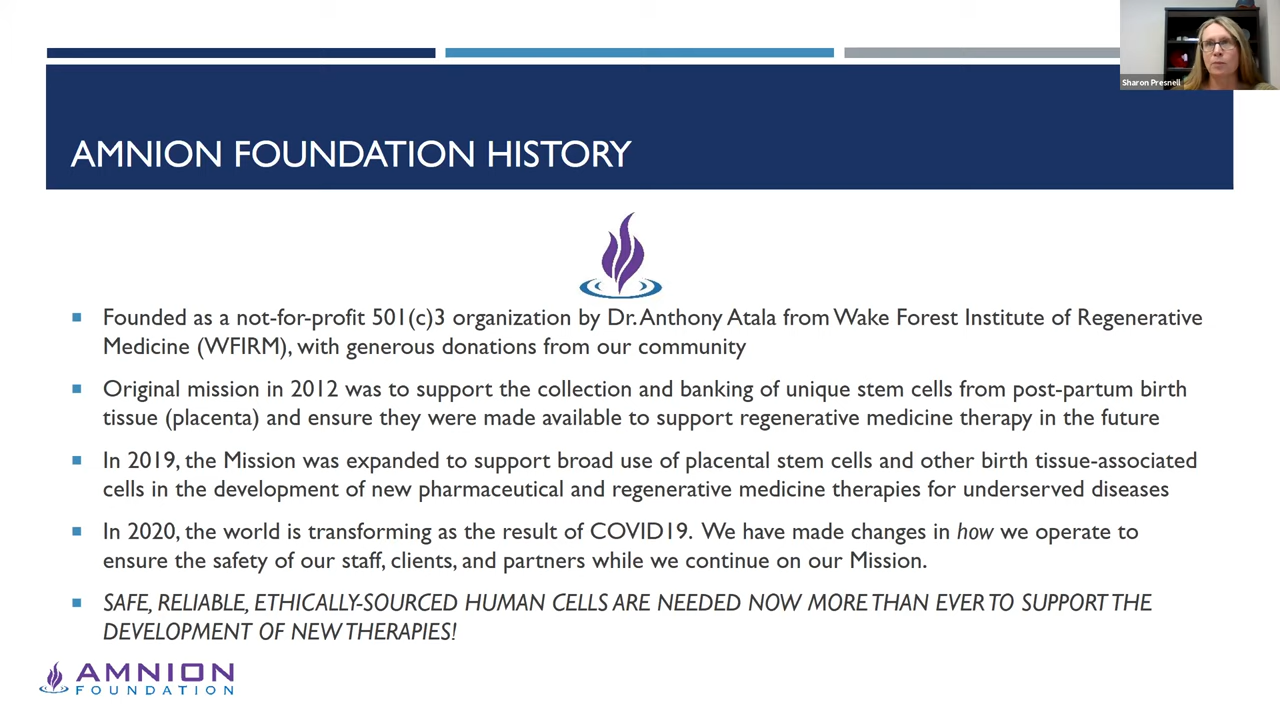 Sharon Presnell
AMNION FOUNDATION HISTORY
Founded as a not-for-profit 501(c)3 organization by Dr. Anthony Atala from Wake Forest Institute of Regenerative
Medicine (WFIRM), with generous donations from our community
Original mission in 2012 was to support the collection and banking of unique stem cells from post-partum birth
tissue (placenta) and ensure they were made available to support regenerative medicine therapy in the future
In 2019, the Mission was expanded to support broad use of placental stem cells and other birth tissue-associated
cells in the development of new pharmaceutical and regenerative medicine therapies for underserved diseases
In 2020, the world is transforming as the result of COVID19. We have made changes in how we operate to
ensure the safety of our staff, clients, and partners while we continue on our Mission.
SAFE, RELIABLE, ETHICALLY-SOURCED HUMAN CELLS ARE NEEDED NOW MORE THAN EVER TO SUPPORT THE
DEVELOPMENT OF NEW THERAPIES!
AMNION
FOUNDATION